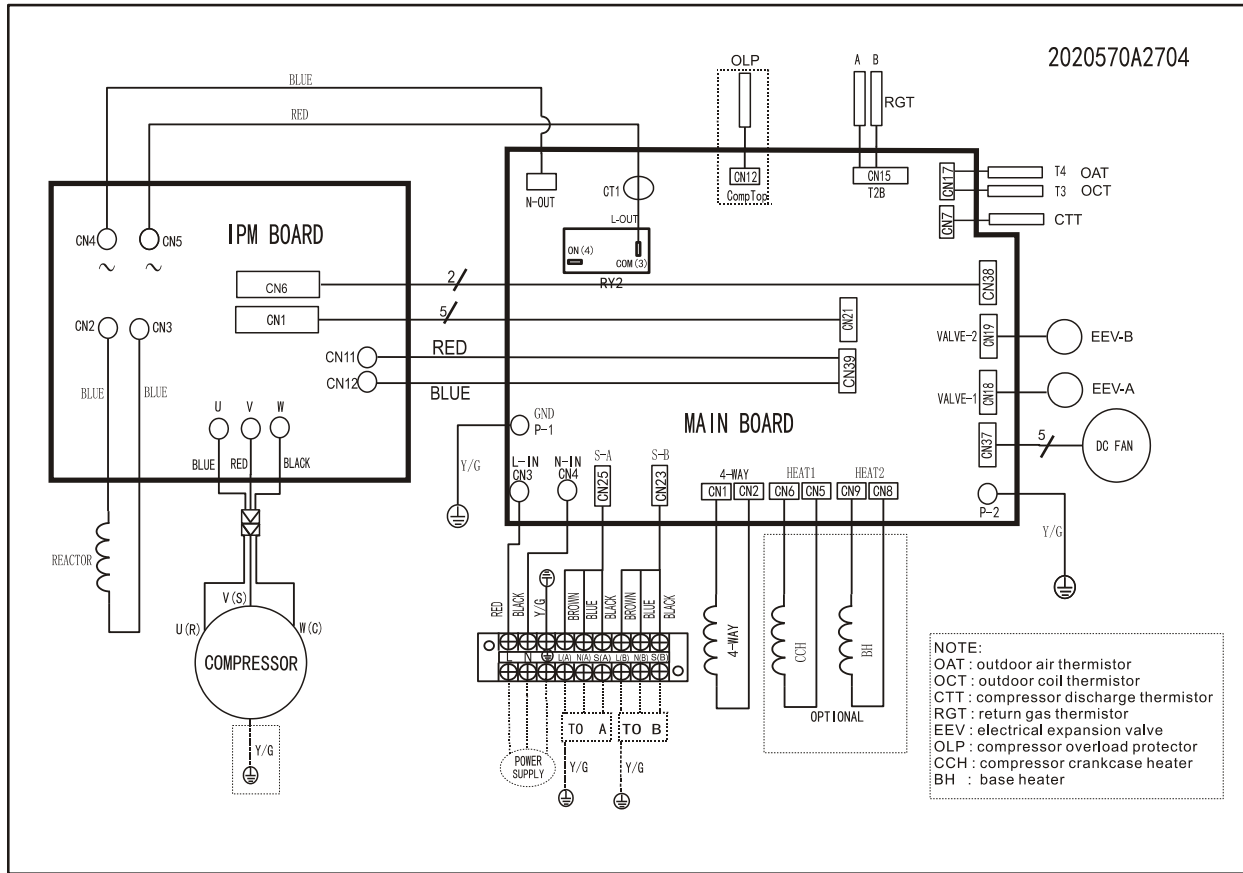 2020570A2704
OLP
A B
RGT
BLUE
RED
CN12
CompTop
CN15
T2B
CN17
T4 OAT
T3 OCT
CN7
CTT
N-OUT
CT1
L-OUT
ON(4)
COM(3)
RY2
IPM BOARD
CN4
CN5
~
~
CN6
2
CN38
CN1
5
CN21
CN2
CN3
CN11
RED
CN39
CN12
BLUE
VALVE-2
CN19
EEV-B
VALVE-1
CN18
EEV-A
BLUE
BLUE
U V W
BLUE
RED
BLACK
GND
P-1
Y/G
MAIN BOARD
CN37
5
DC FAN
L-IN
CN3
N-IN
CN4
S-A
CN25
S-B
CN23
4-WAY
CN1
CN2
HEAT1
CN6
CN5
HEAT2
CN9
CN8
P-2
Y/G
REACTOR
V(S)
U(R)
W(C)
COMPRESSOR
Y/G
RED
BLACK
Y/G
BROWN
BLUE
BLACK
BROWN
BLUE
BLACK
L N L(A) N(A) S(A) L(B) N(B) S(B)
TO A
TO B
POWER
SUPPLY
Y/G
Y/G
4-WAY
CCH
BH
OPTIONAL
NOTE:
OAT : outdoor air thermistor
OCT : outdoor coil thermistor
CTT : compressor discharge thermistor
RGT : return gas thermistor
EEV : electrical expansion valve
OLP : compressor overload protector
CCH : compressor crankcase heater
BH : base heater